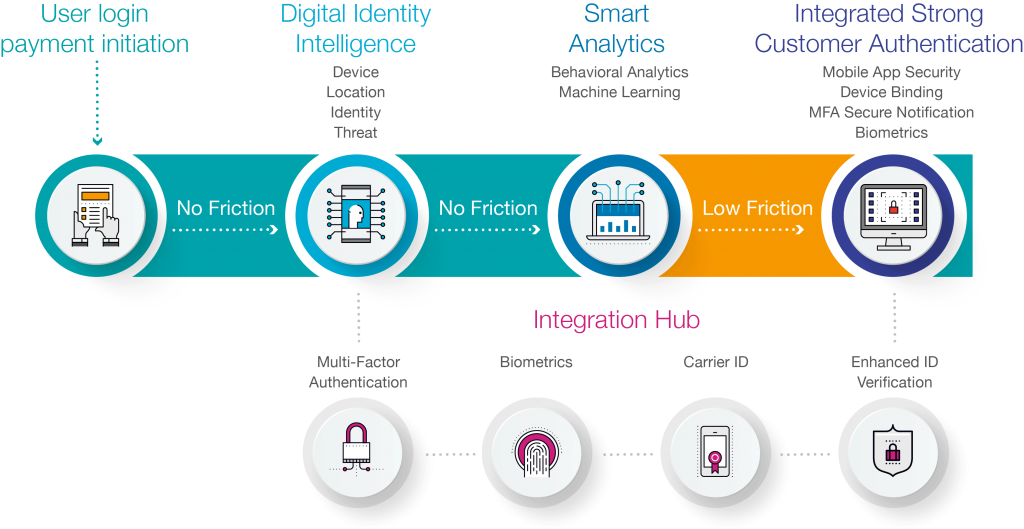 User login
payment initiation
Digital Identity
Intelligence
Device
Location
Identity
Threat
Smart
Analytics
Behavioral Analytics
Machine Learning
Integrated Strong
Customer Authentication
Mobile App Security
Device Binding
MFA Secure Notification
Biometrics
No Friction
No Friction
Low Friction
Integration Hub
Multi-Factor
Authentication
Biometrics
Carrier ID
Enhanced ID
Verification